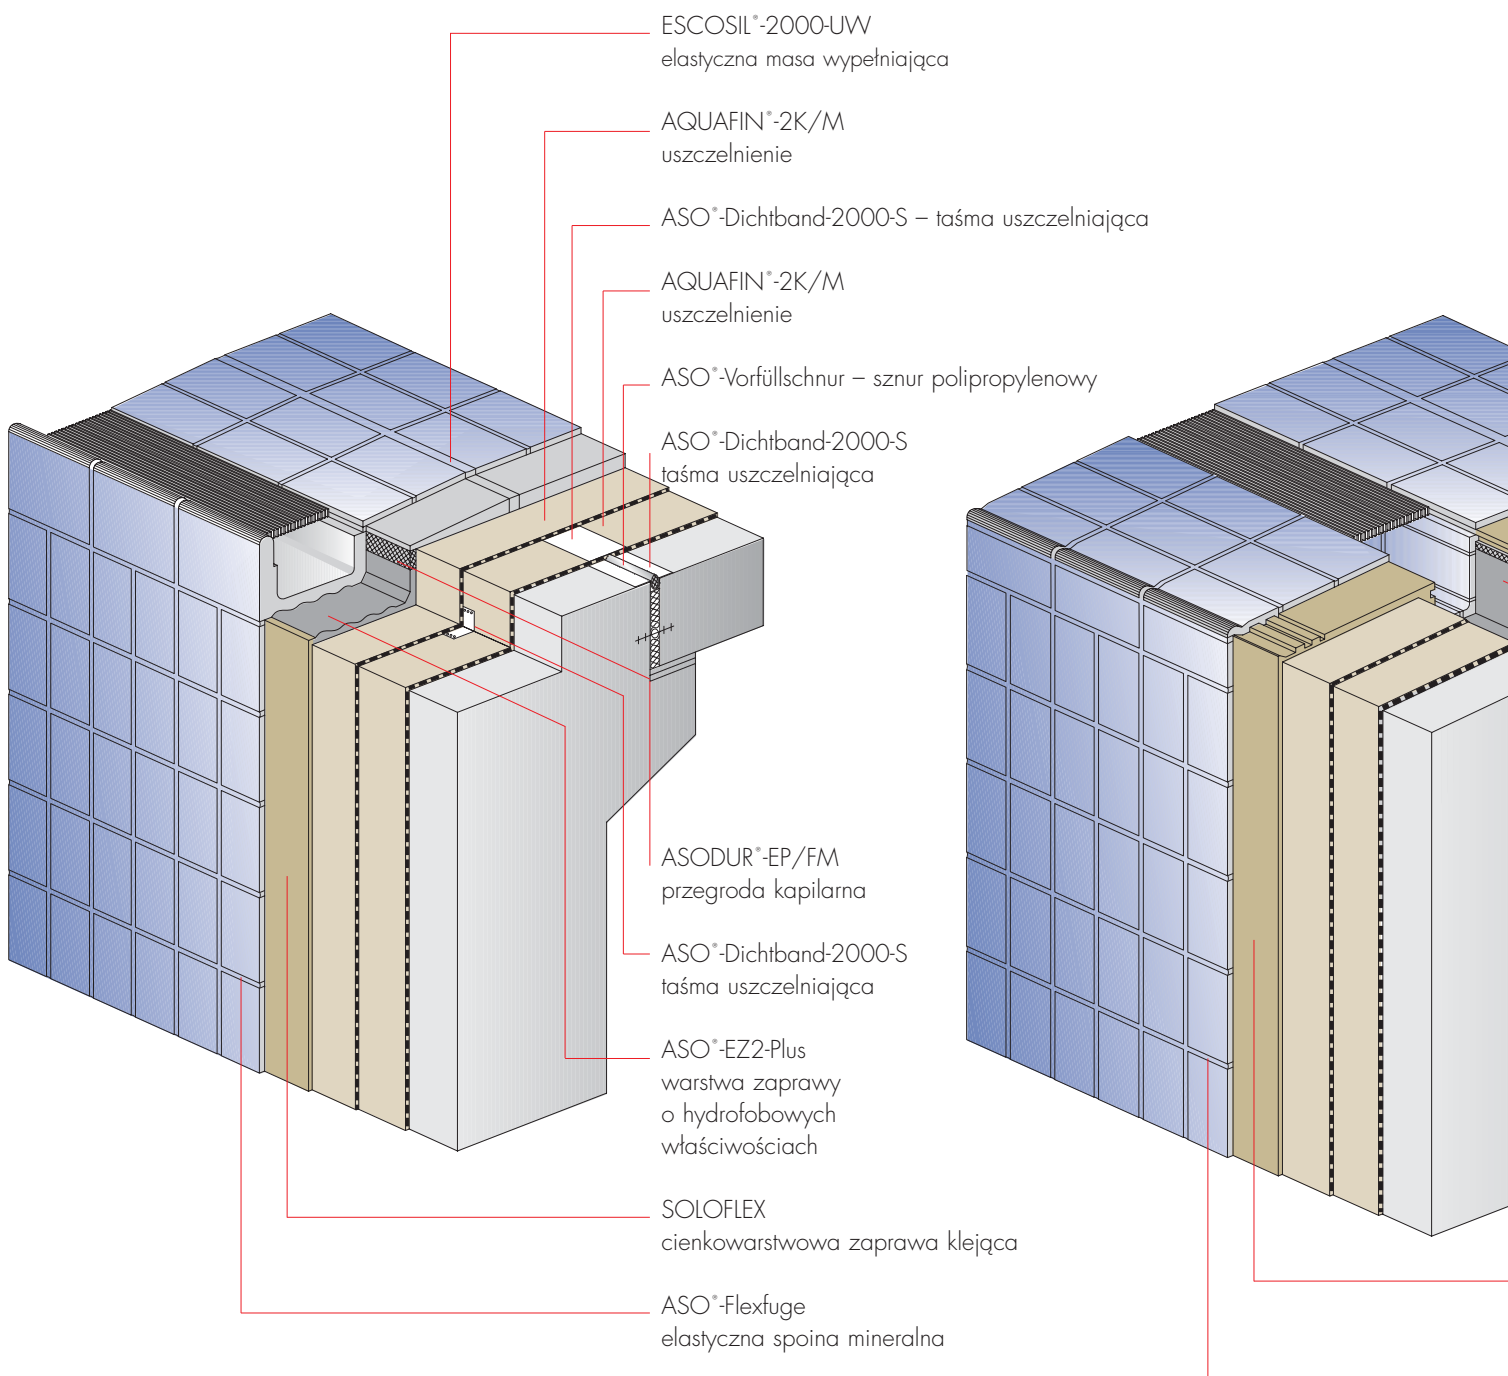 ESCOSIL®-2000-UW
elastyczna masa wypełniająca
AQUAFIN®-2K/M
uszczelnienie
ASO®-Dichtband-2000-S – taśma uszczelniająca
AQUAFIN®-2K/M
uszczelnienie
ASO®-Vorfüllschnur – sznur polipropylenowy
ASO®-Dichtband-2000-S
taśma uszczelniająca
ASODUR®-EP/FM
przegroda kapilarna
ASO®-Dichtband-2000-S
taśma uszczelniająca
ASO®-EZ2-Plus
warstwa zaprawy
o hydrofobowych
właściwościach
SOLOFLEX
cienkowarstwowa zaprawa klejąca
ASO®-Flexfuge
elastyczna spoina mineralna